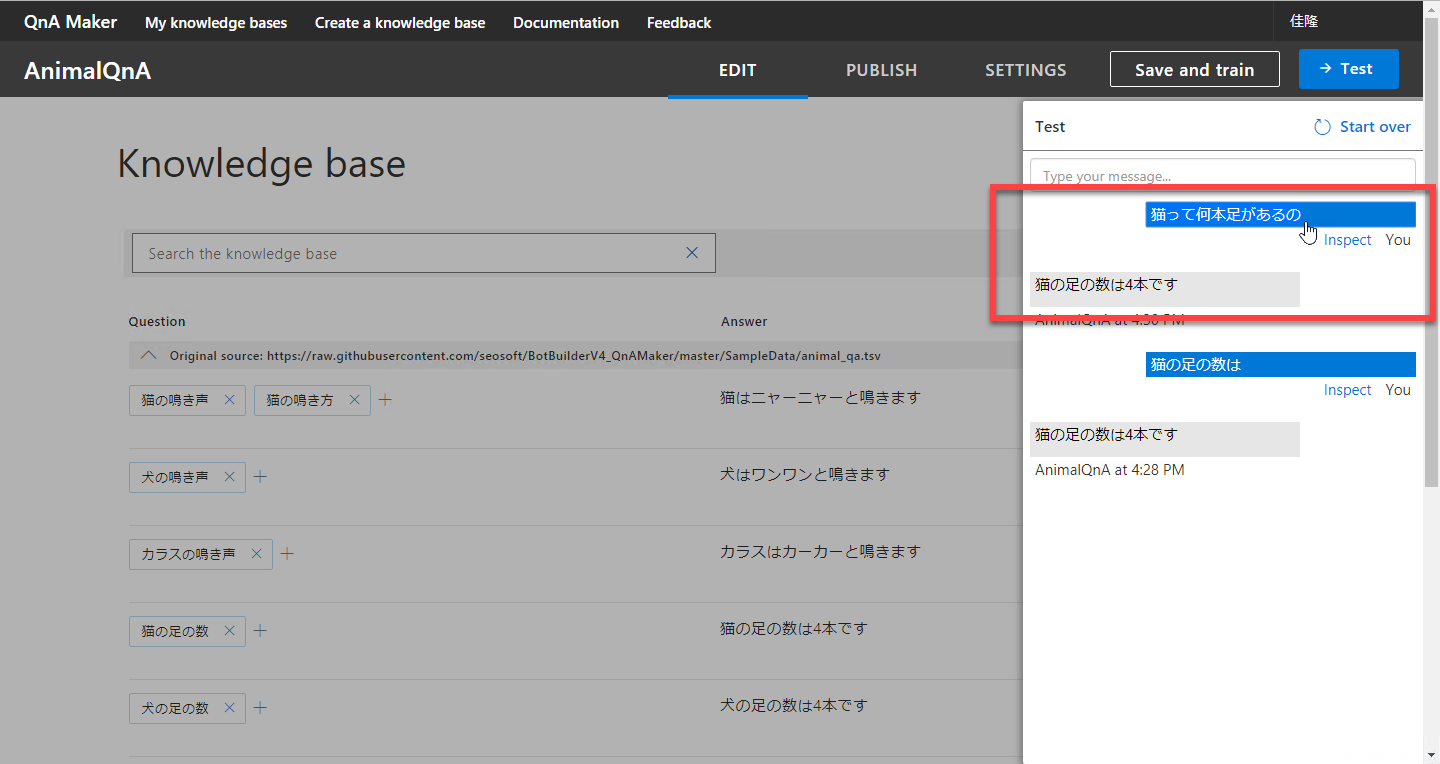 QnA Maker My knowledge bases Create a knowledge base Documentation Feedback 佳隆
AnimalQnA EDIT PUBLISH SETTINGS Save and train → Test
Knowledge base
Search the knowledge base
Question Answer
Original source: https://raw.githubusercontent.com/seosoft/BotBuilderV4_QnAMaker/master/SampleData/animal_qa.tsv
猫の鳴き声 猫の鳴き方 猫はニャーニャーと鳴きます
犬の鳴き声 犬はワンワンと鳴きます
カラスの鳴き声 カラスはカーカーと鳴きます
猫の足の数 猫の足の数は4本です
犬の足の数 犬の足の数は4本です
Test Start over
Type your message...
猫って何本足があるの
Inspect You
猫の足の数は4本です
AnimalQnA at 4:30 PM
猫の足の数は
Inspect You
猫の足の数は4本です
AnimalQnA at 4:28 PM